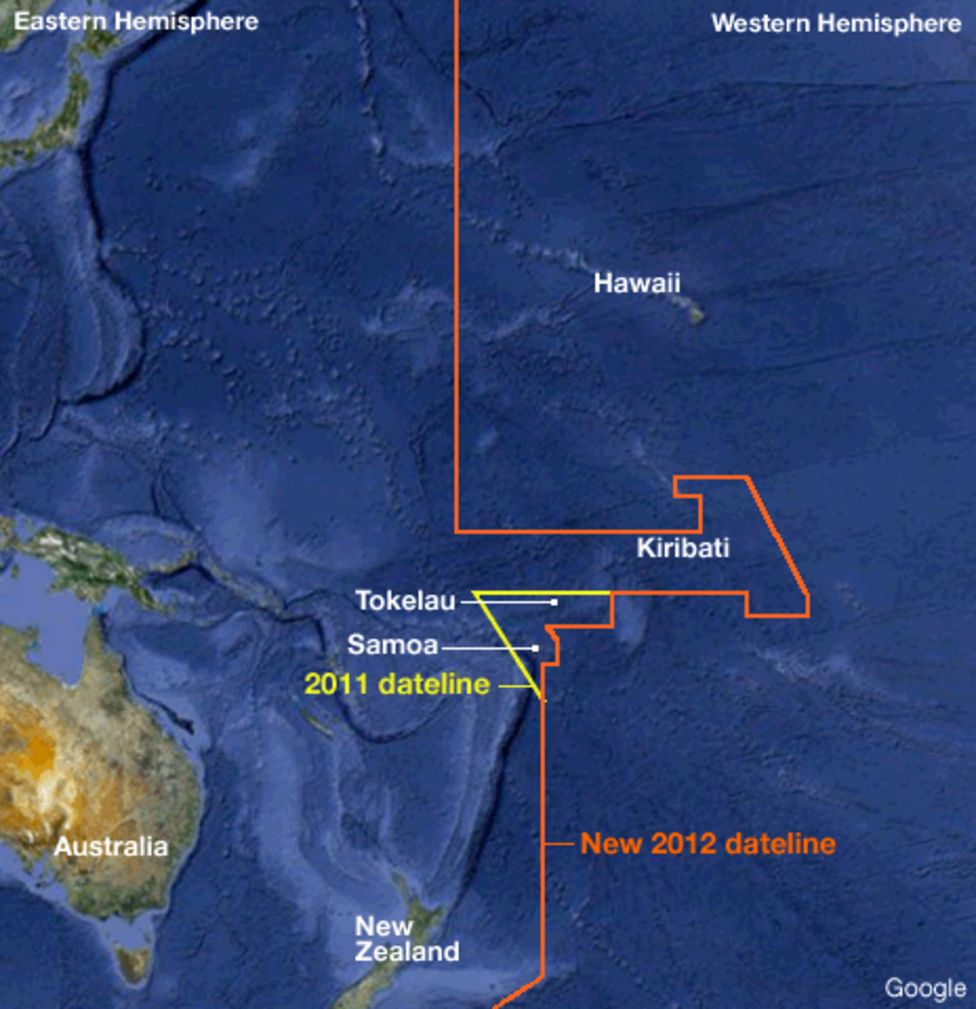 Eastern Hemisphere
Western Hemisphere
Hawaii
Kiribati
Tokelau
Samoa
2011 dateline
New 2012 dateline
Australia
New
Zealand
Google